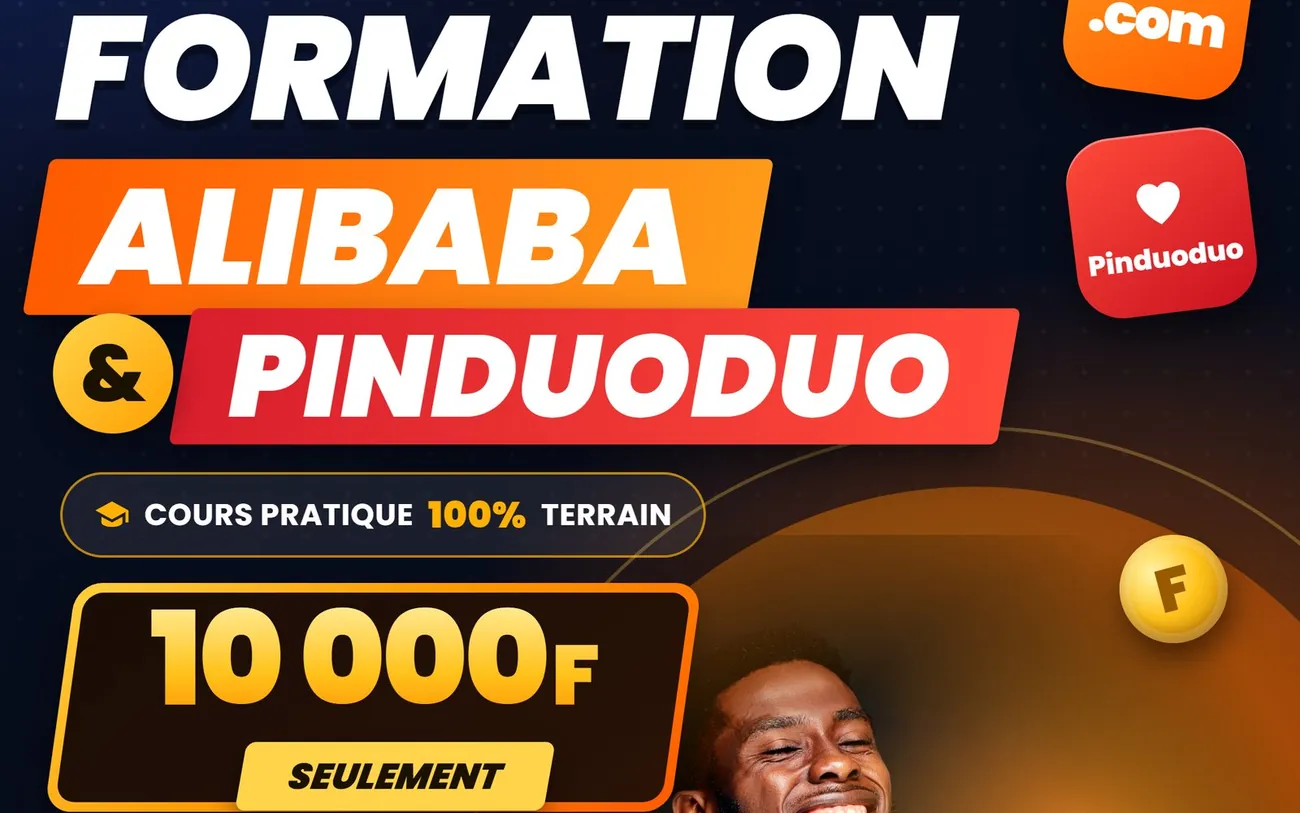 FORMATION
.com
ALIBABA
Pinduoduo
& PINDUODUO
COURS PRATIQUE 100% TERRAIN
F
10 000F
SEULEMENT